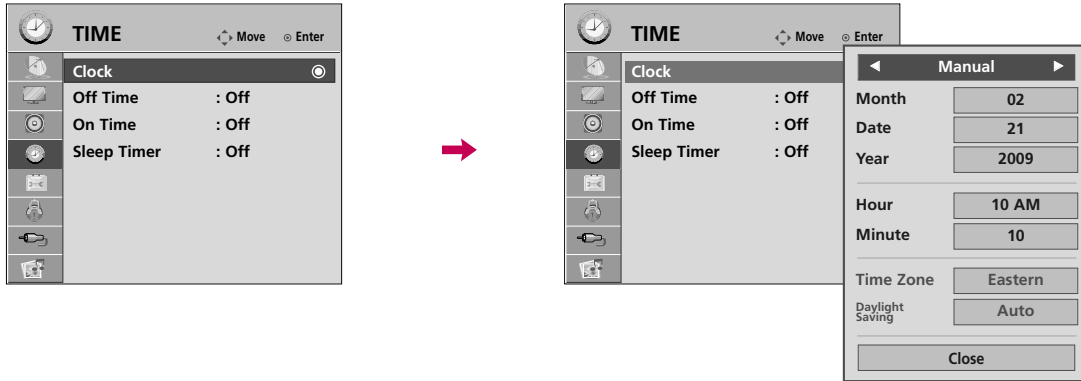 TIME Move Enter
Clock
Off Time : Off
On Time : Off
Sleep Timer : Off
TIME Move Enter
Clock
Off Time : Off
On Time : Off
Sleep Timer : Off
Manual
Month 02
Date 21
Year 2009
Hour 10 AM
Minute 10
Time Zone Eastern
Daylight
Saving Auto
Close